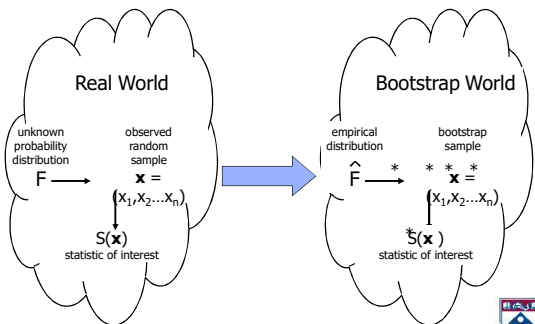 Real World
unknown
probability
distribution
observed
random
sample
F
x =
(x1,x2...xn)
S(x)
statistic of interest
Bootstrap World
empirical
distribution
bootstrap
sample
^
F * * * *
x =
(x1,x2...xn)
*
S(x )
statistic of interest